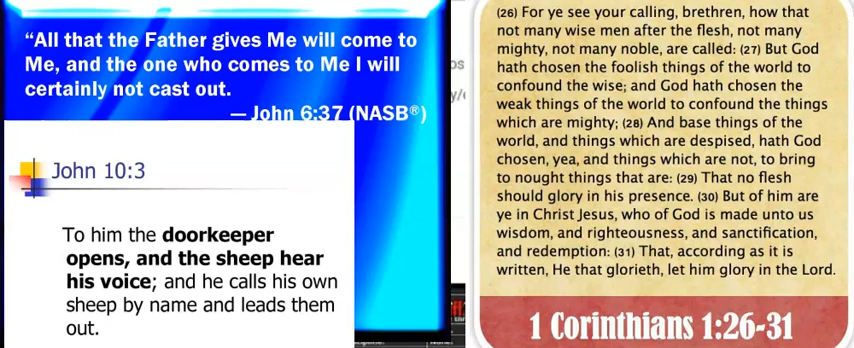 “All that the Father gives Me will come to
Me, and the one who comes to Me I will
certainly not cast out.
— John 6:37 (NASB®)
John 10:3
To him the doorkeeper
opens, and the sheep hear
his voice; and he calls his own
sheep by name and leads them
out.
(26) For ye see your calling, brethren, how that
not many wise men after the flesh, not many
mighty, not many noble, are called: (27) But God
hath chosen the foolish things of the world to
confound the wise; and God hath chosen the
weak things of the world to confound the things
which are mighty; (28) And base things of the
world, and things which are despised, hath God
chosen, yea, and things which are not, to bring
to nought things that are: (29) That no flesh
should glory in his presence. (30) But of him are
ye in Christ Jesus, who of God is made unto us
wisdom, and righteousness, and sanctification,
and redemption: (31) That, according as it is
written, He that glorieth, let him glory in the Lord.
1 Corinthians 1:26-31